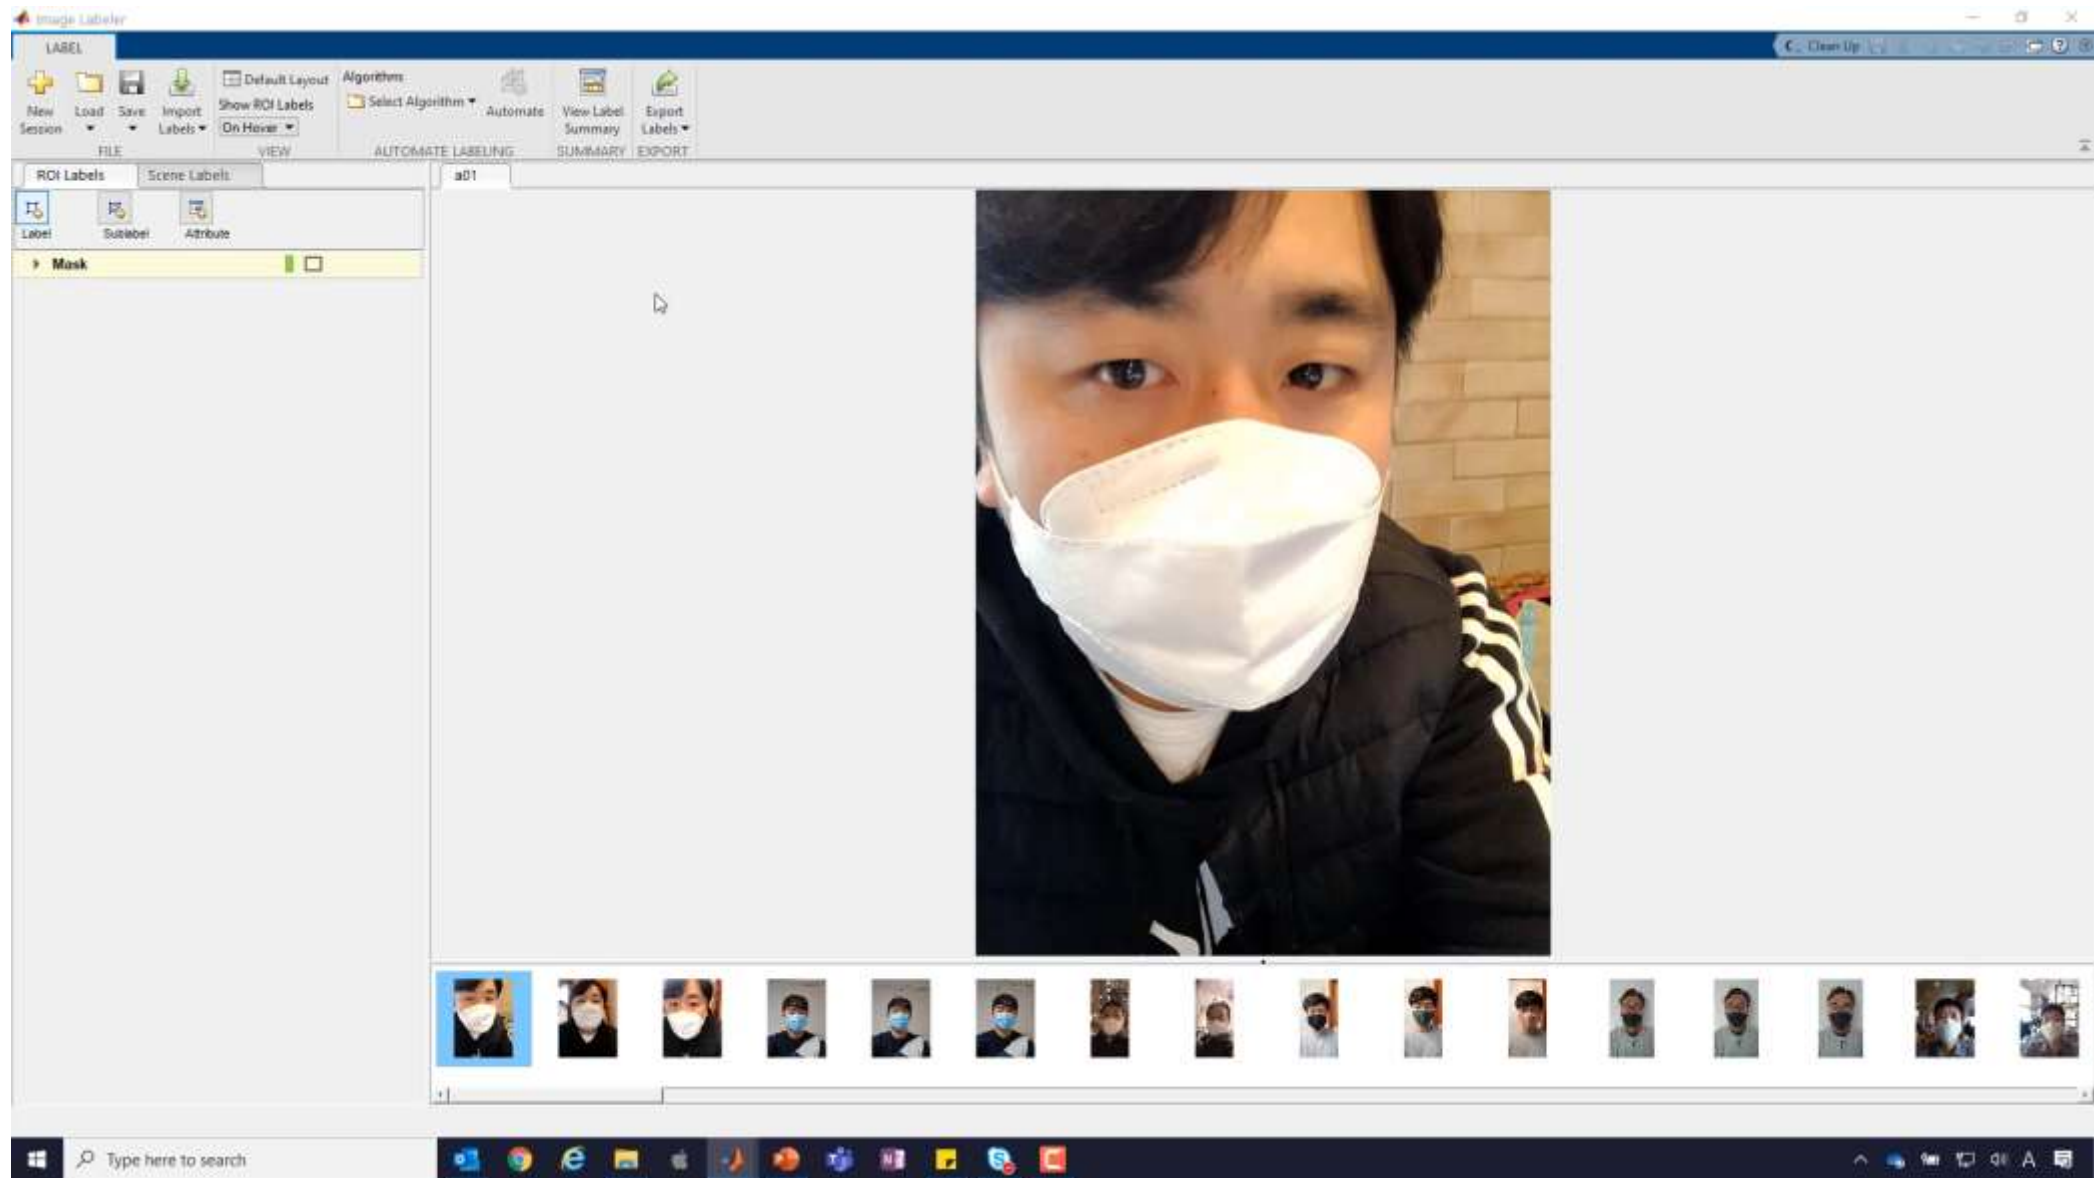 Image Labeler
LABEL
Clean Up
New Session
Load
Save
Import Labels
Default Layout
Show ROI Labels
On Hover
Algorithm:
Select Algorithm
Automate
View Label Summary
Export Labels
FILE
VIEW
AUTOMATE LABELING
SUMMARY
EXPORT
ROI Labels
Scene Labels
a01
Label
Sublabel
Attribute
Mask
Type here to search
A